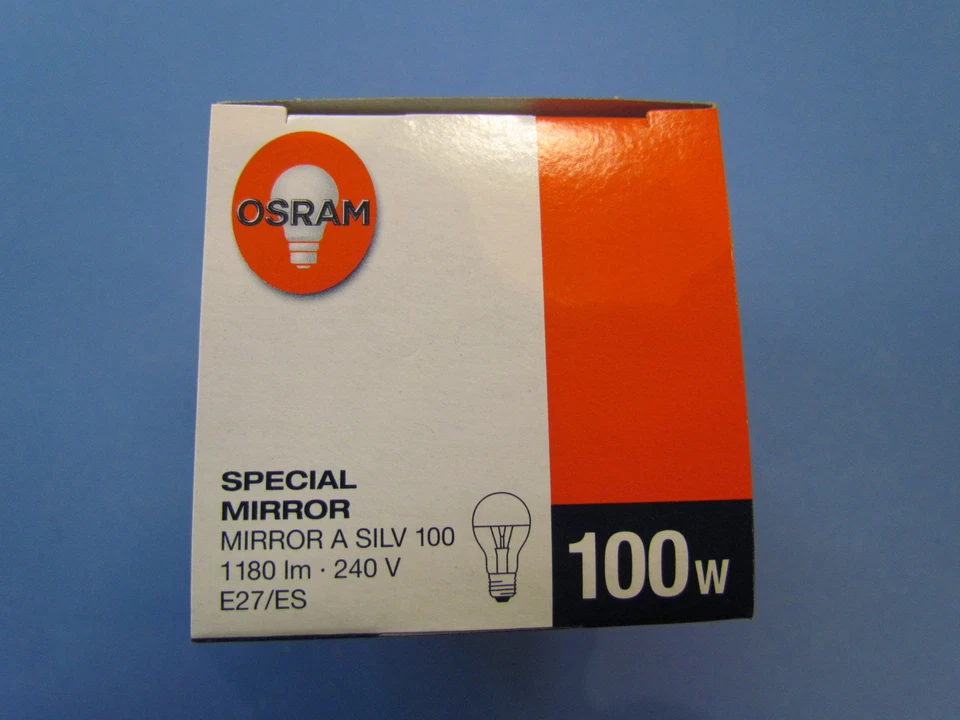 OSRAM
SPECIAL
MIRROR
MIRROR A SILV 100
1180 lm · 240 V
E27/ES
100W